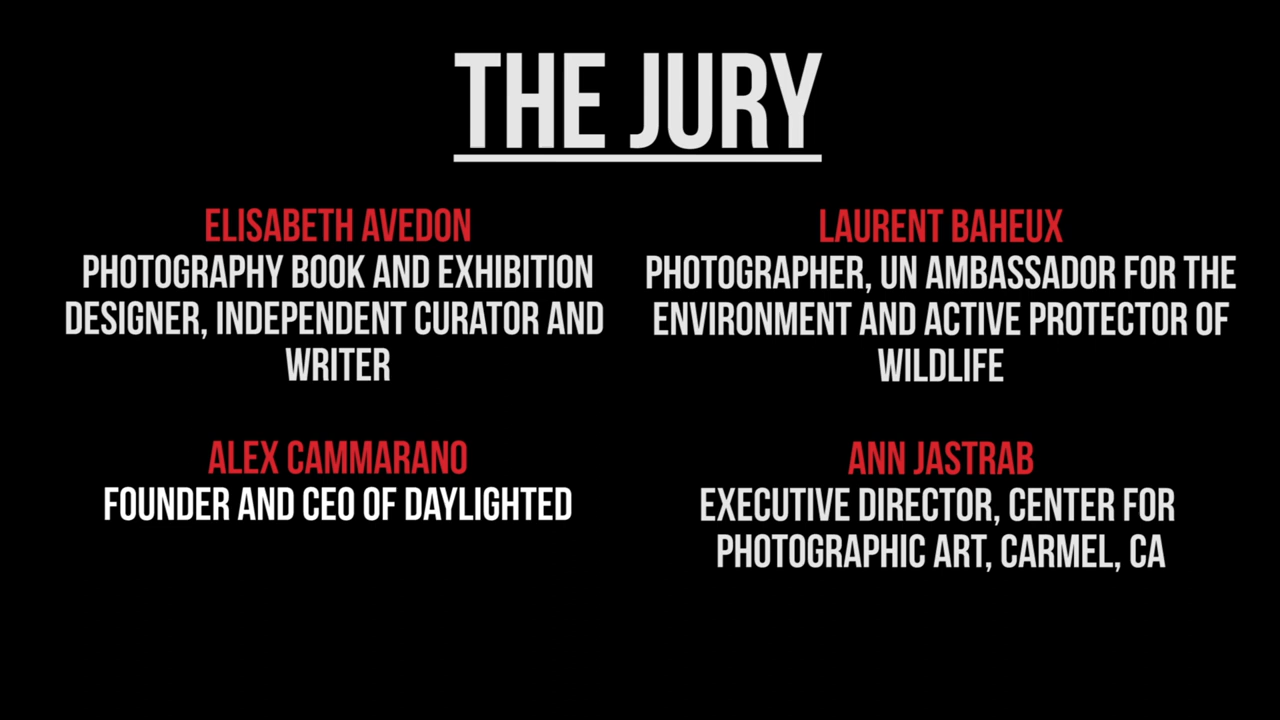 THE JURY
ELISABETH AVEDON
PHOTOGRAPHY BOOK AND EXHIBITION
DESIGNER, INDEPENDENT CURATOR AND
WRITER
LAURENT BAHEUX
PHOTOGRAPHER, UN AMBASSADOR FOR THE
ENVIRONMENT AND ACTIVE PROTECTOR OF
WILDLIFE
ALEX CAMMARANO
FOUNDER AND CEO OF DAYLIGHTED
ANN JASTRAB
EXECUTIVE DIRECTOR, CENTER FOR
PHOTOGRAPHIC ART, CARMEL, CA